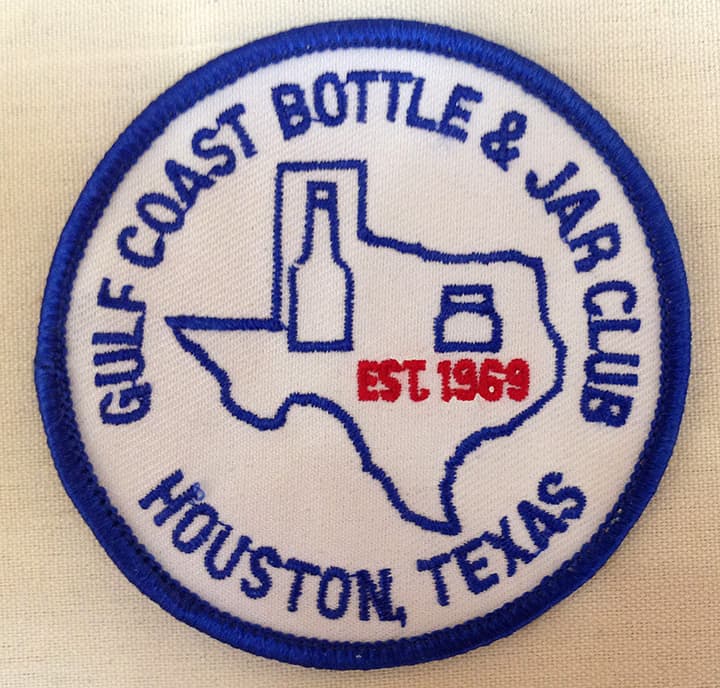 GULF COAST BOTTLE & JAR CLUB
EST. 1969
HOUSTON, TEXAS